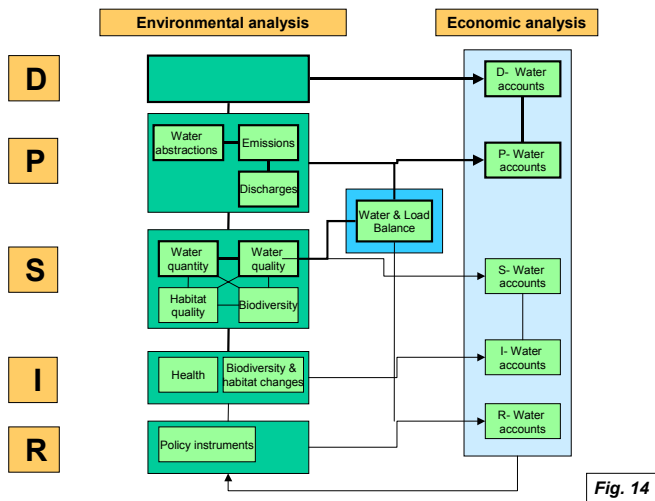 Environmental analysis
Economic analysis
D
D- Water
accounts
P
Water
abstractions
Emissions
Discharges
P- Water
accounts
Water & Load
Balance
S
Water
quantity
Water
quality
Habitat
quality
Biodiversity
S- Water
accounts
I
Health
Biodiversity &
habitat changes
I- Water
accounts
R
Policy instruments
R- Water
accounts
Fig. 14